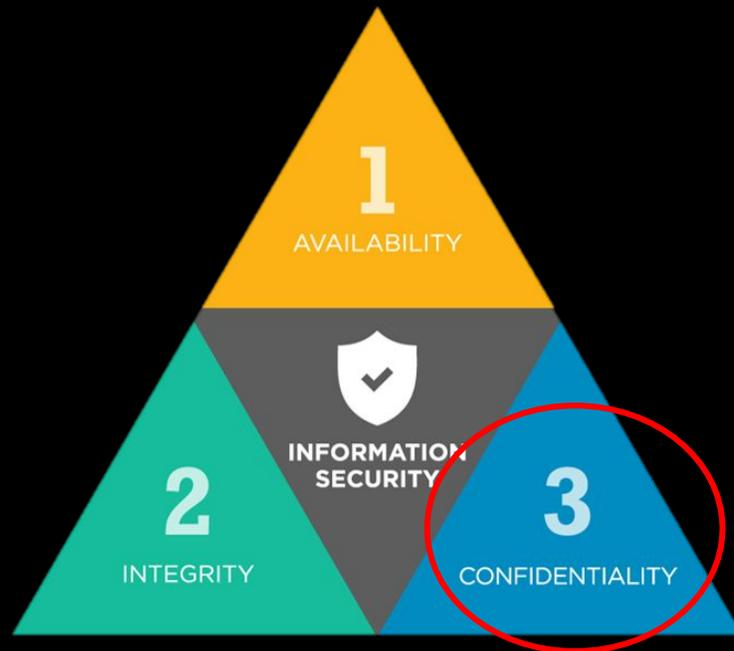 1
AVAILABILITY
INFORMATION
SECURITY
2
INTEGRITY
3
CONFIDENTIALITY